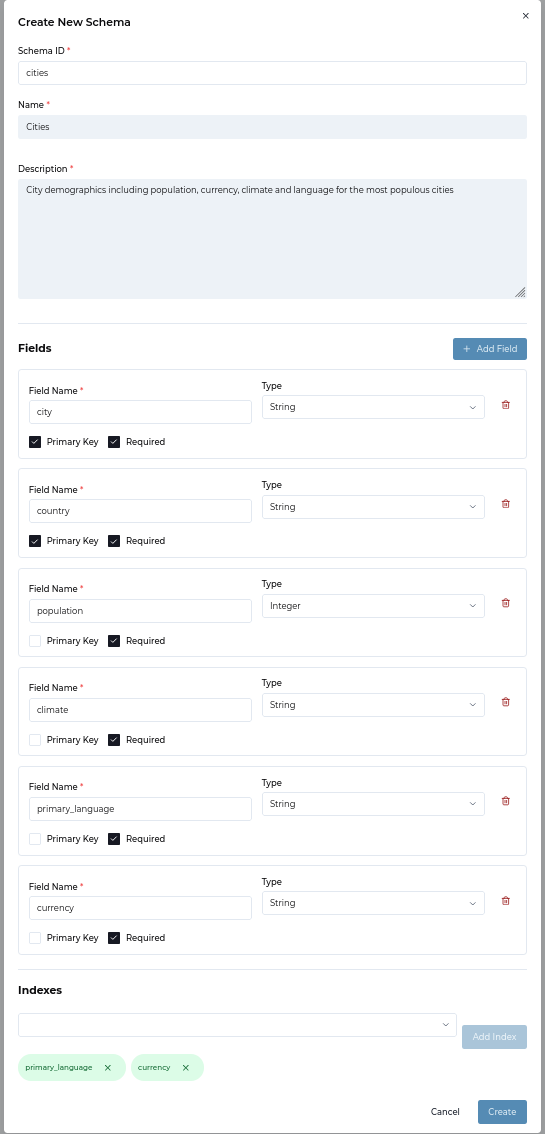 Create New Schema
Schema ID *
cities
Name *
Cities
Description *
City demographics including population, currency, climate and language for the most populous cities
Fields
+ Add Field
Field Name *
Type
city
String
Primary Key Required
Field Name *
Type
country
String
Primary Key Required
Field Name *
Type
population
Integer
Primary Key Required
Field Name *
Type
climate
String
Primary Key Required
Field Name *
Type
primary_language
String
Primary Key Required
Field Name *
Type
currency
String
Primary Key Required
Indexes
Add Index
primary_language × currency ×
Cancel Create